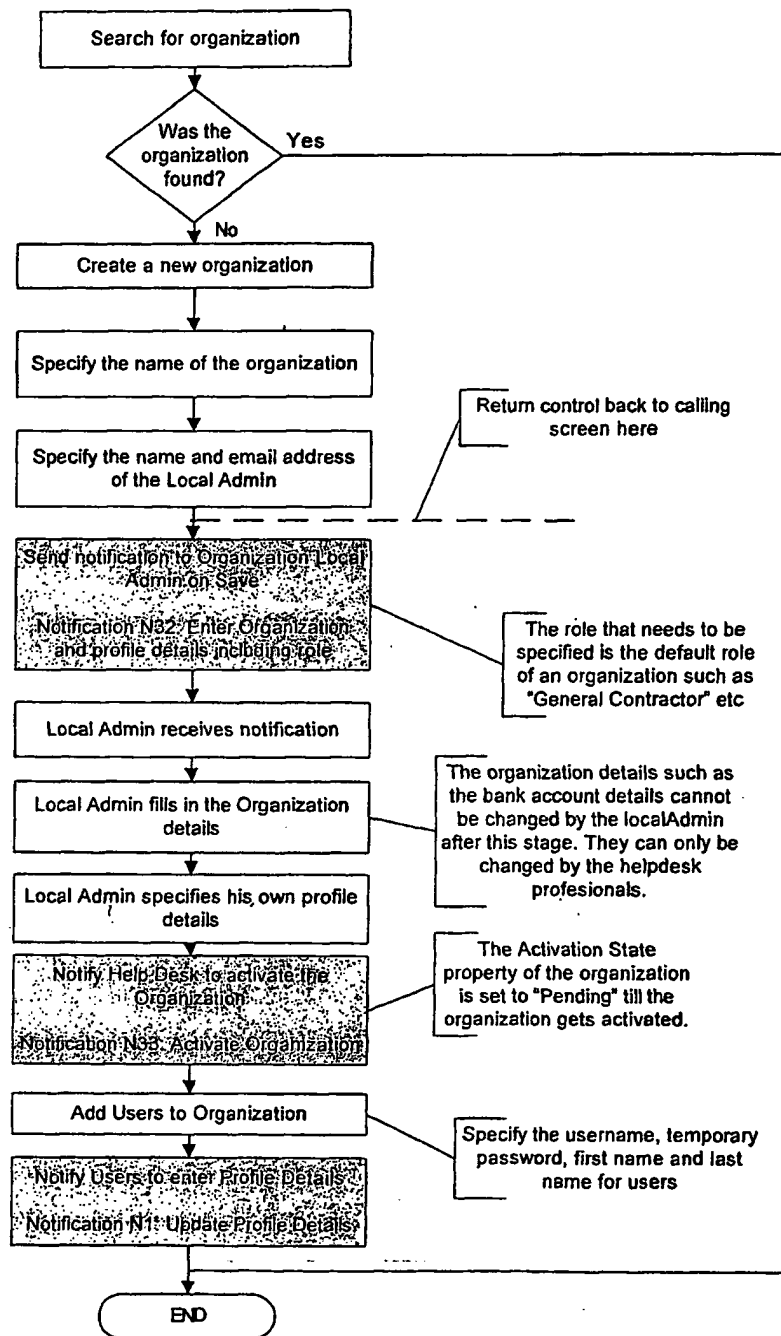 Search for organization
Was the
organization
found?
Yes
No
Create a new organization
Specify the name of the organization
Return control back to calling
screen here
Specify the name and email address
of the Local Admin
Send notification to Organization Local
Admin on Save
Notification N32: Enter Organization
and profile details including role
The role that needs to be
specified is the default role
of an organization such as
"General Contractor" etc
Local Admin receives notification
Local Admin fills in the Organization
details
The organization details such as
the bank account details cannot
be changed by the localAdmin
after this stage. They can only be
changed by the helpdesk
profesionals.
Local Admin specifies his own profile
details
Notify Help Desk to activate the
Organization
Notification N33: Activate Organization
The Activation State
property of the organization
is set to "Pending" till the
organization gets activated.
Add Users to Organization
Specify the username, temporary
password, first name and last
name for users
Notify Users to enter Profile Details
Notification N1: Update Profile Details
END